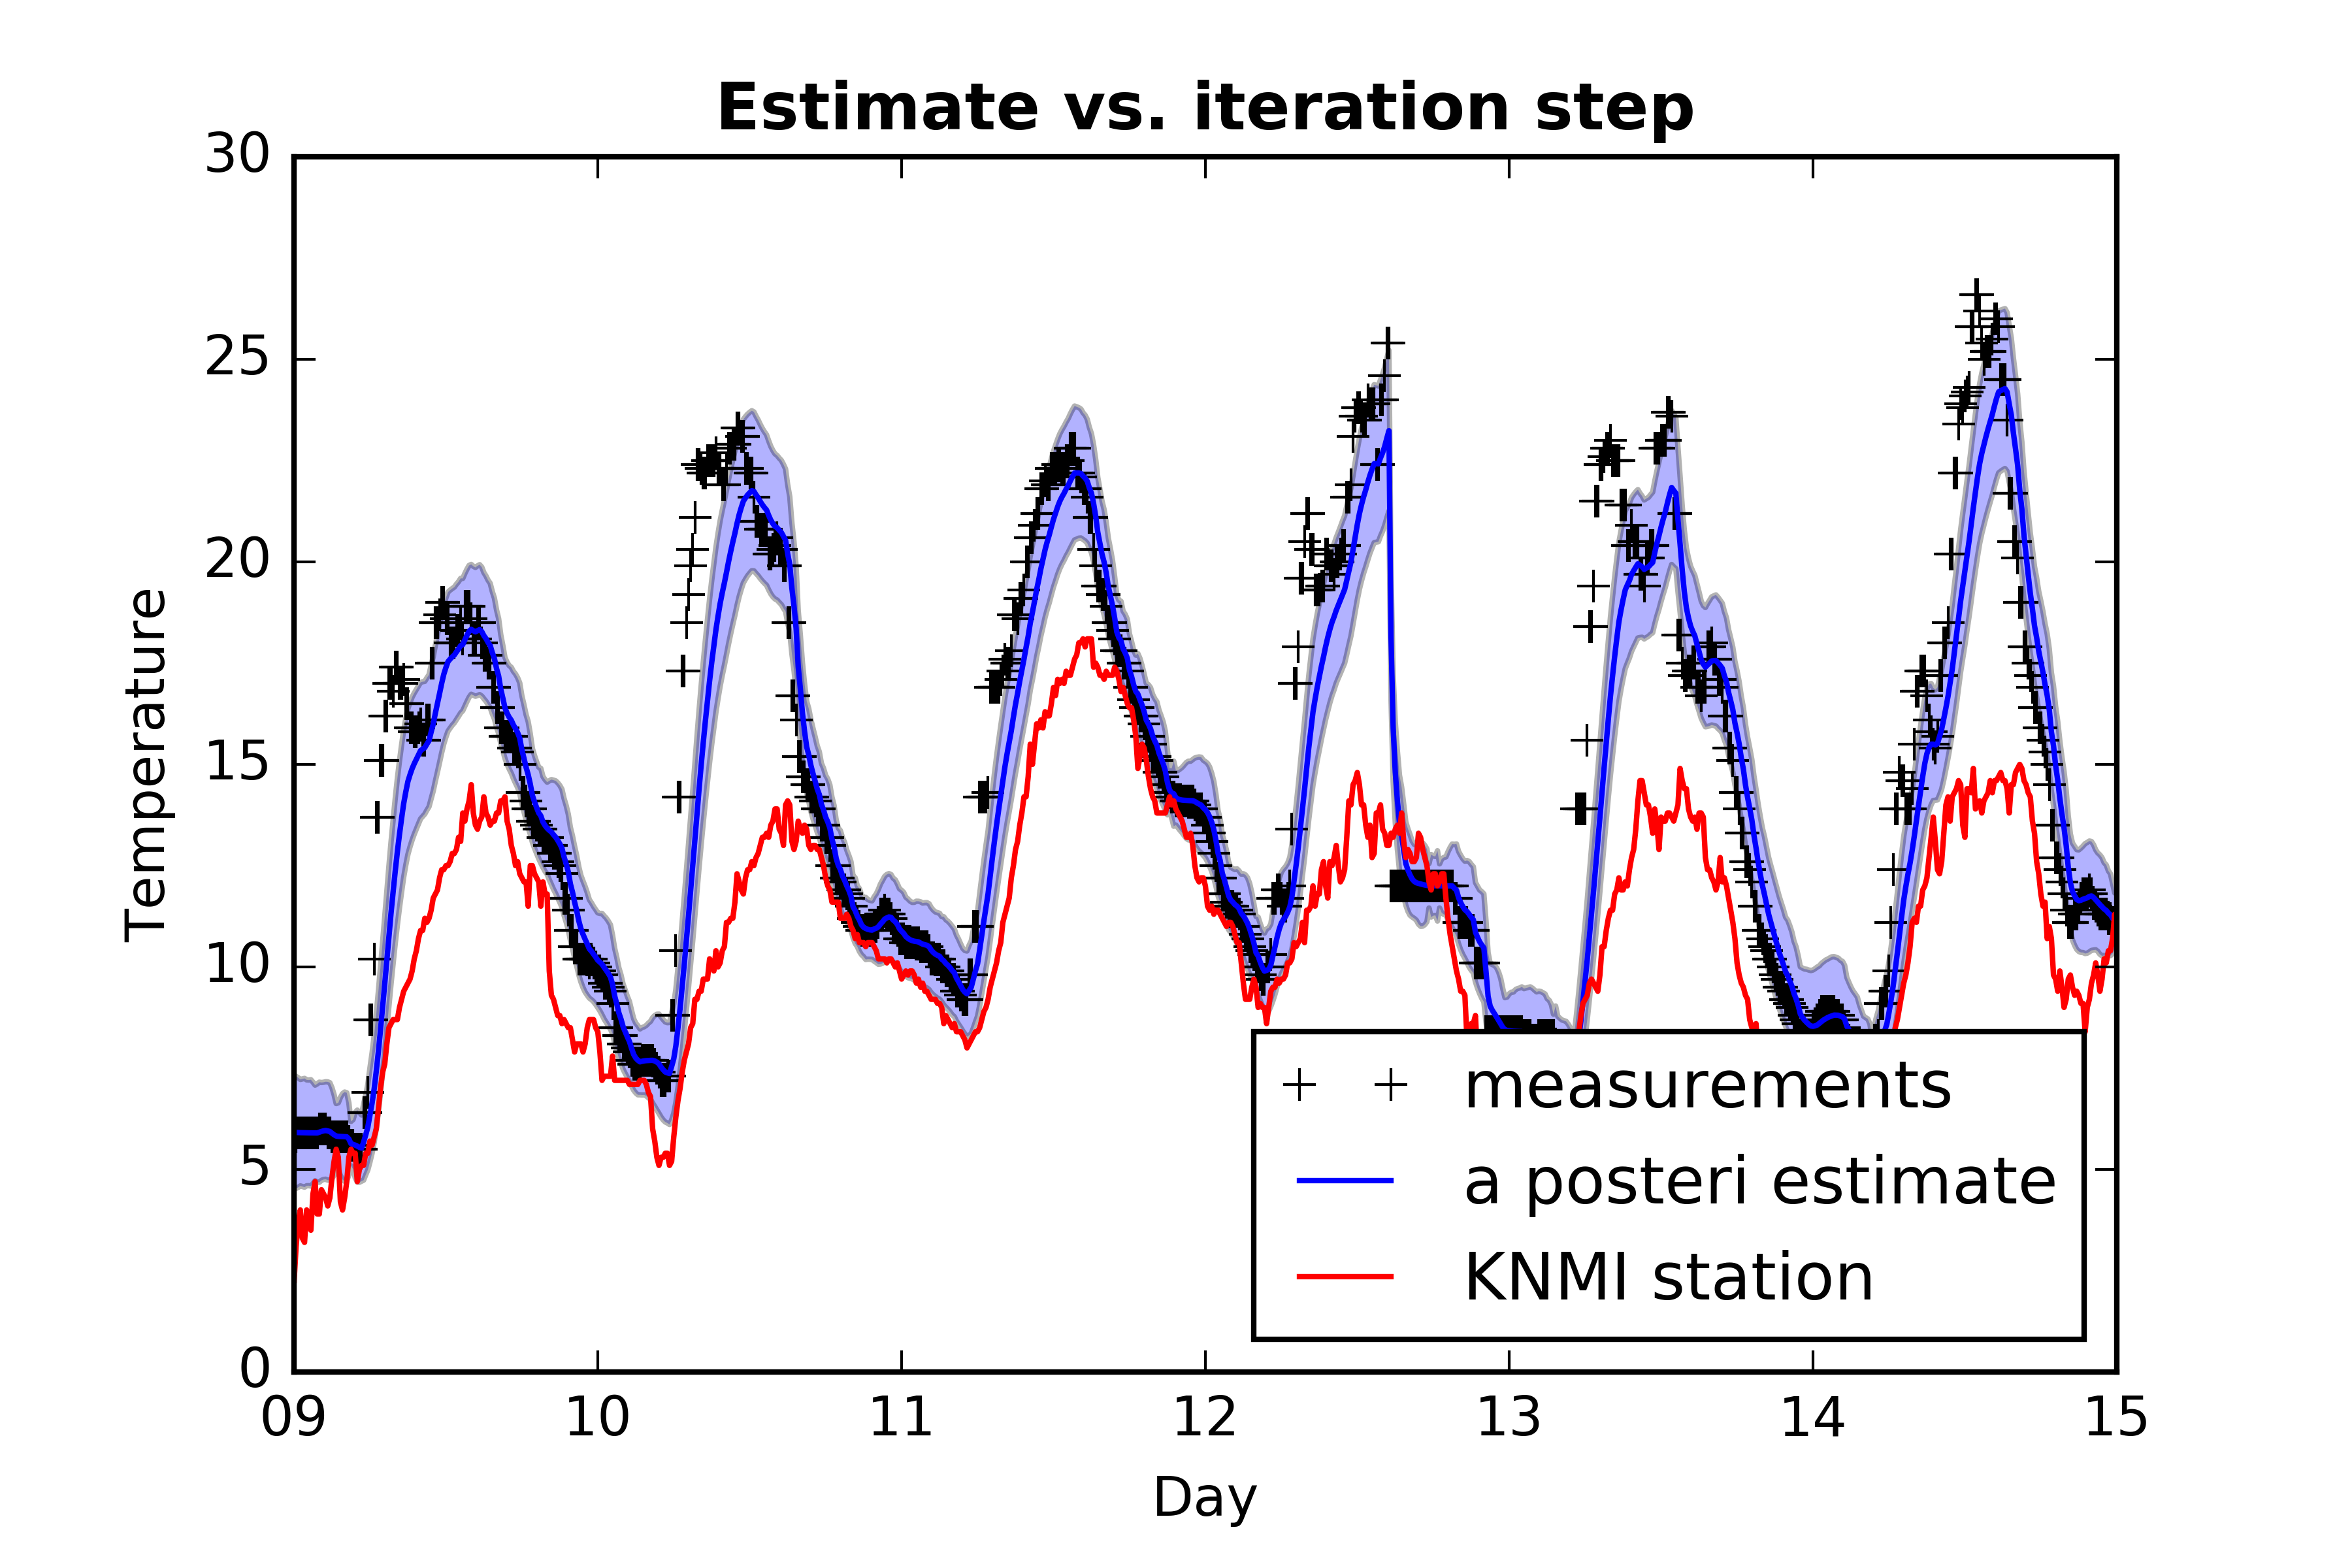 Estimate vs. iteration step
30
25
20
15
10
5
0
Temperature
09 10 11 12 13 14 15
Day
measurements
a posteri estimate
KNMI station